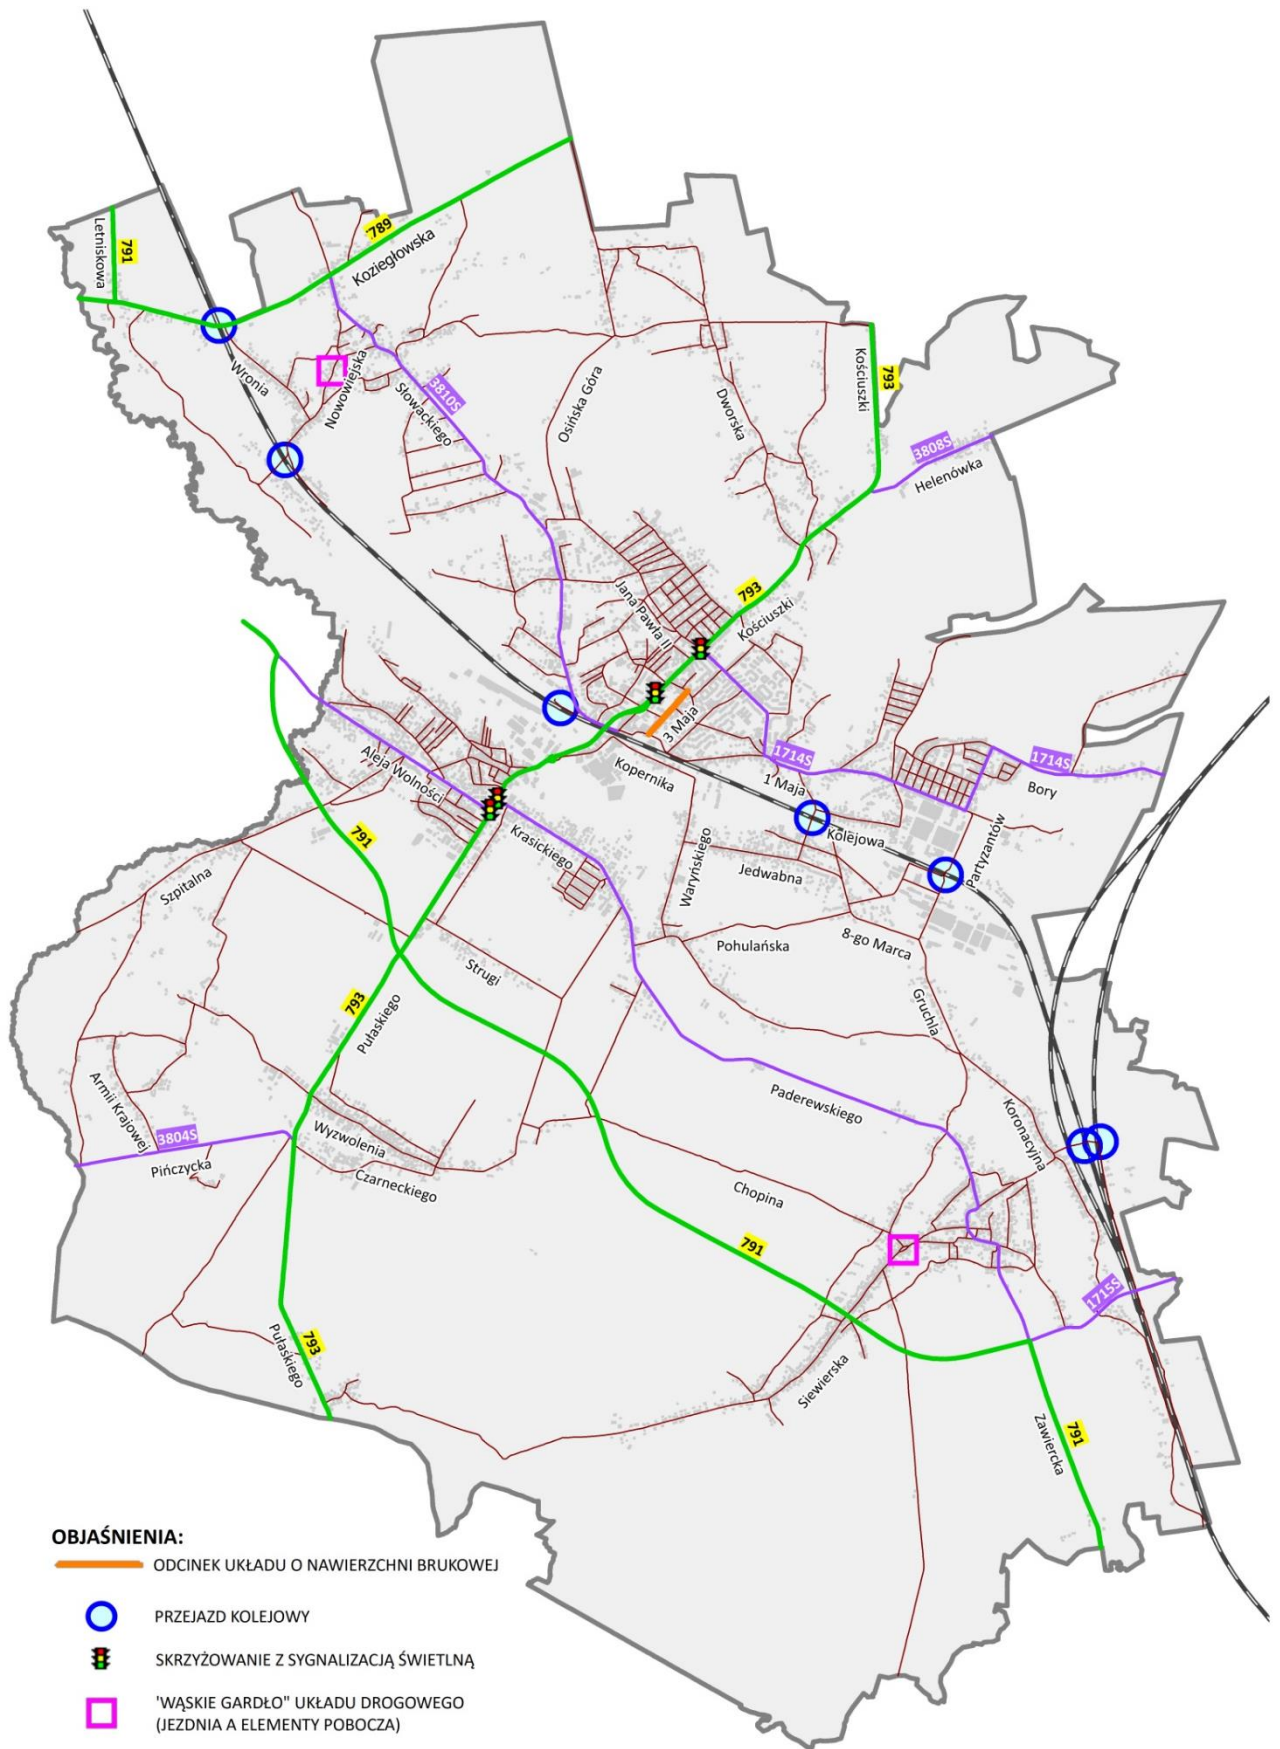 789
Koziegłowska
Letniskowa
791
Wronia
Nowowiejska
Słowackiego
3810S
Osińska Góra
Dworska
Kościuszki
793
3808S
Helenówka
Jana Pawła II
793
Kościuszki
3 Maja
1714S
1714S
Bory
1 Maja
Kopernika
Aleja Wolności
Kolejowa
Partyzantów
791
Krasickiego
Waryńskiego
Jedwabna
Szpitalna
Pohulańska
8-go Marca
Strugi
793
Pułaskiego
Gruchla
Armii Krajowej
3804S
Pińczycka
Wyzwolenia
Czarneckiego
Paderewskiego
Koronacyjna
Chopina
791
1715S
Pułaśkiego
793
Siewierska
Zawiercka
791
OBJAŚNIENIA:
ODCINEK UKŁADU O NAWIERZCHNI BRUKOWEJ
PRZEJAZD KOLEJOWY
SKRZYŻOWANIE Z SYGNALIZACJĄ ŚWIETLNĄ
'WĄSKIE GARDŁO" UKŁADU DROGOWEGO
(JEZDNIA A ELEMENTY POBOCZA)